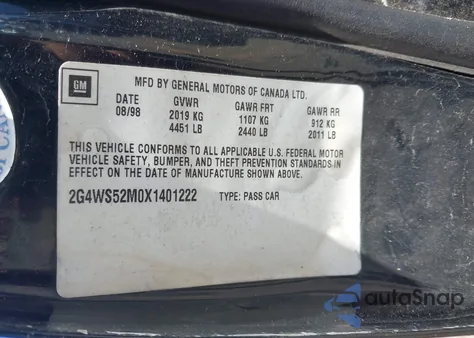 GM
MFD BY GENERAL MOTORS OF CANADA LTD.
DATE GVWR GAWR FRT GAWR RR
08/98 2019 KG 1107 KG 912 KG
4451 LB 2440 LB 2011 LB
THIS VEHICLE CONFORMS TO ALL APPLICABLE U.S. FEDERAL MOTOR
VEHICLE SAFETY, BUMPER, AND THEFT PREVENTION STANDARDS
IN EFFECT ON THE DATE OF MANUFACTURE SHOWN ABOVE.
2G4WS52M0X1401222 TYPE: PASS CAR
autoSnap